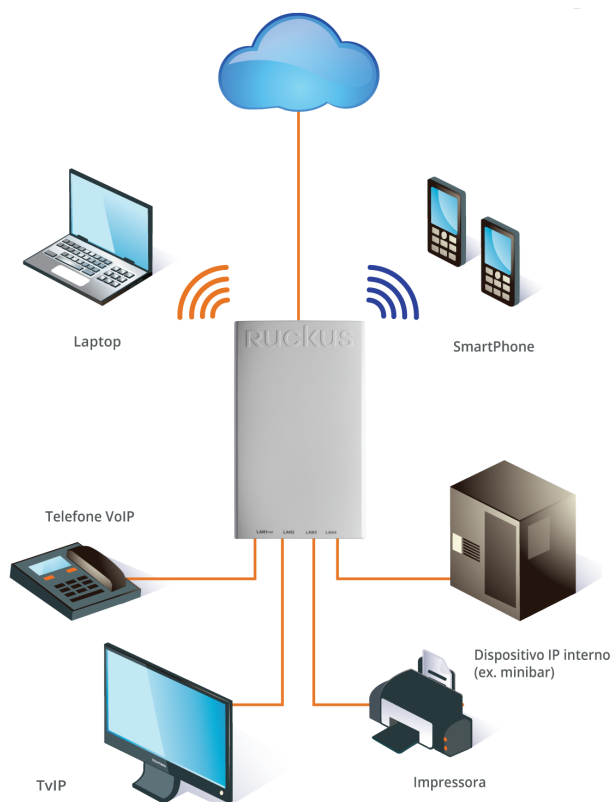 RUCKUS
Laptop
SmartPhone
LAN2
LAN3
LAN4
Telefone VoIP
Dispositivo IP interno
(ex. minibar)
TvIP
Impressora